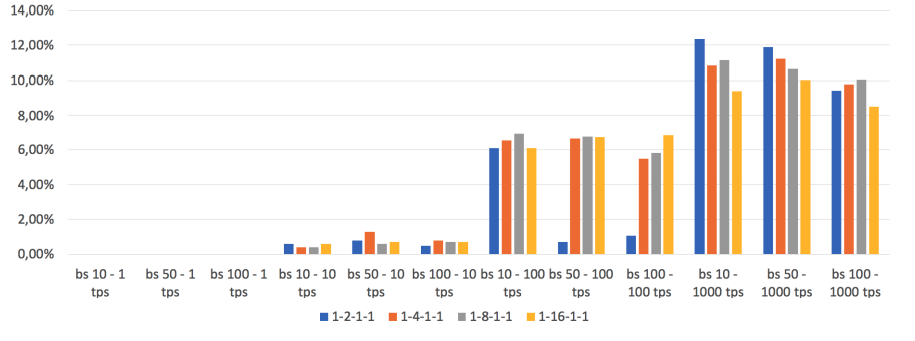 14,00%
12,00%
10,00%
8,00%
6,00%
4,00%
2,00%
0,00%
bs 10 - 1 tps
bs 50 - 1 tps
bs 100 - 1 tps
bs 10 - 10 tps
bs 50 - 10 tps
bs 100 - 10 tps
bs 10 - 100 tps
bs 50 - 100 tps
bs 100 - 100 tps
bs 10 - 1000 tps
bs 50 - 1000 tps
bs 100 - 1000 tps
1-2-1-1 1-4-1-1 1-8-1-1 1-16-1-1